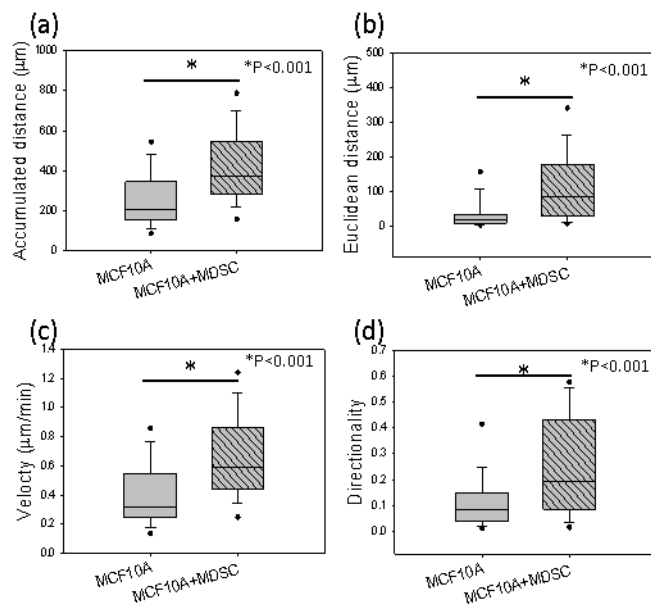 (a)
1000
800
600
400
200
0
Accumulated distance (μm)
*
*P<0.001
MCF10A
MCF10A+MDSC
(b)
500
400
300
200
100
0
Euclidean distance (μm)
*
*P<0.001
MCF10A
MCF10A+MDSC
(c)
1.4
1.2
1.0
0.8
0.6
0.4
0.2
0.0
Velocty (μm/min)
*
*P<0.001
MCF10A
MCF10A+MDSC
(d)
0.7
0.6
0.5
0.4
0.3
0.2
0.1
0.0
Directionality
*
*P<0.001
MCF10A
MCF10A+MDSC